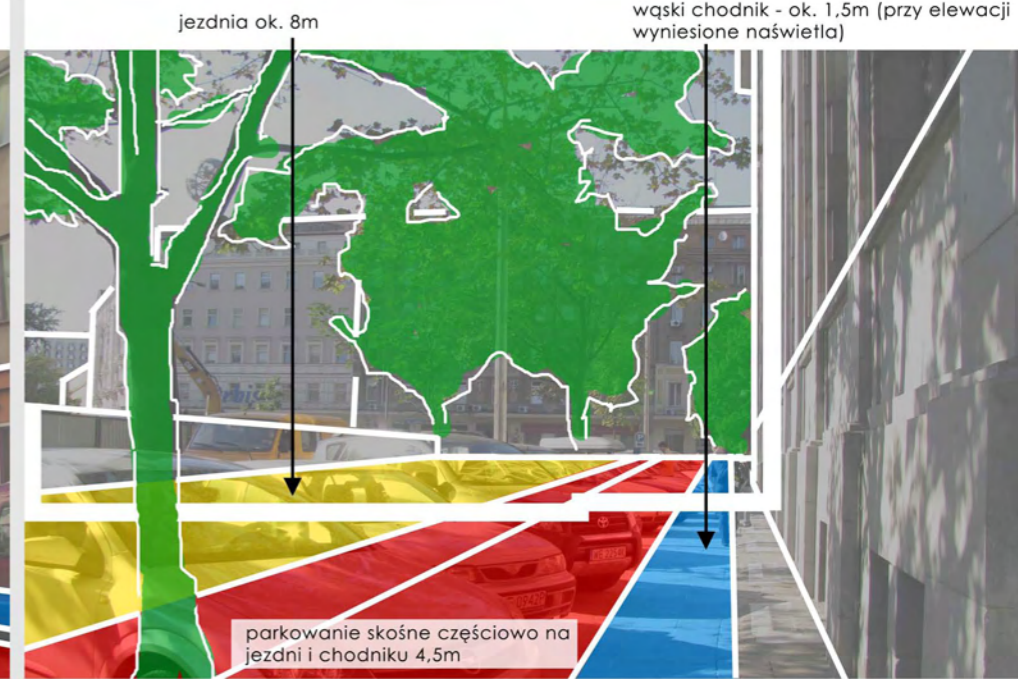 jezdnia ok. 8m
wąski chodnik - ok. 1,5m (przy elewacji
wyniesione naświetla)
parkowanie skośne częściowo na
jezdni i chodniku 4,5m